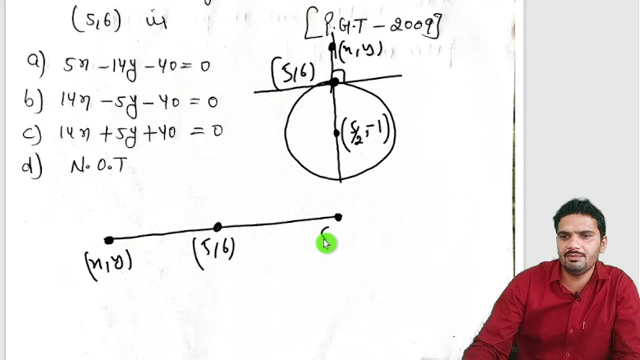 (5,6) is
[P.G.T - 2009]
a) 5x - 14y - 40 = 0
b) 14x - 5y - 40 = 0
c) 14x + 5y + 40 = 0
d) N.O.T
(x,y)
(5,6)
(5/2, -1)
(x,y)
(5,6)